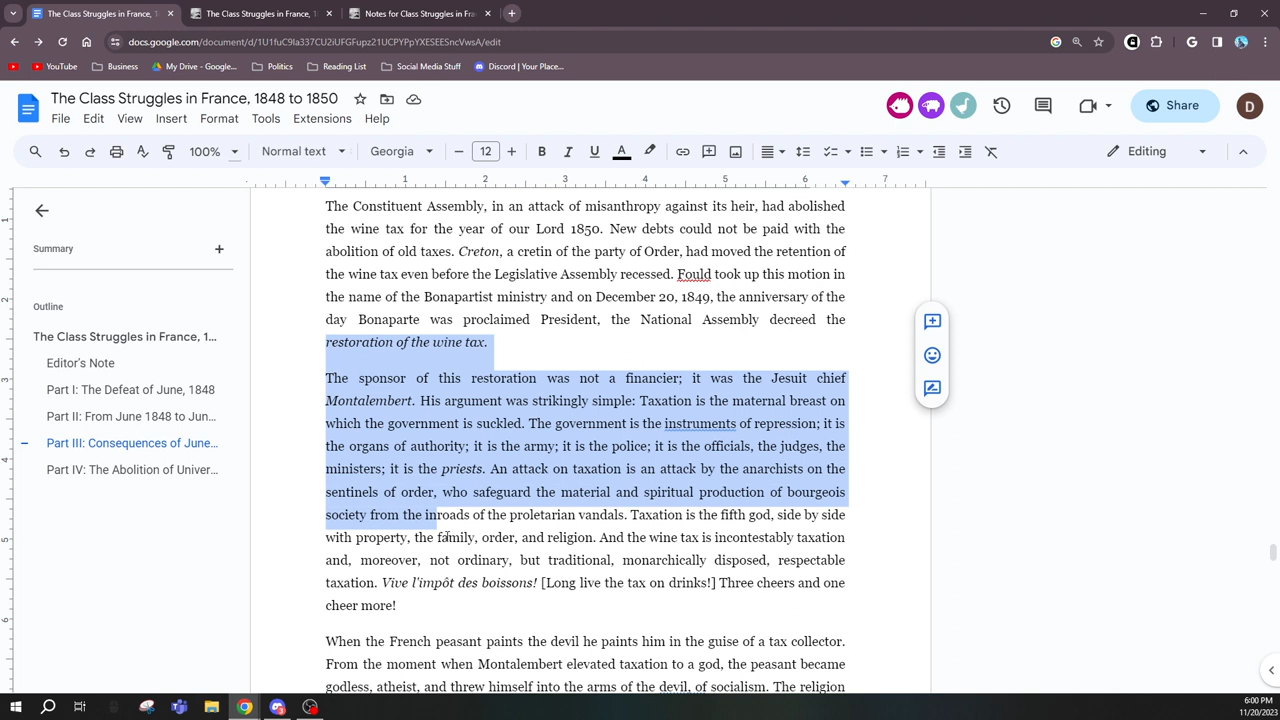 The Class Struggles in France, 1
The Class Struggles in France, 1
Notes for Class Struggles in Fra
docs.google.com/document/d/1U1fuC9la337CU2iUFGFupz21UCPYPpYXESEESncVwsA/edit
YouTube
Business
My Drive - Google...
Politics
Reading List
Social Media Stuff
Discord | Your Place...
The Class Struggles in France, 1848 to 1850
Share
D
File Edit View Insert Format Tools Extensions Help
100% Normal text Georgia 12 Editing
1 2 3 4 5 6 7
The Constituent Assembly, in an attack of misanthropy against its heir, had abolished
the wine tax for the year of our Lord 1850. New debts could not be paid with the
abolition of old taxes. Creton, a cretin of the party of Order, had moved the retention of
the wine tax even before the Legislative Assembly recessed. Fould took up this motion in
the name of the Bonapartist ministry and on December 20, 1849, the anniversary of the
day Bonaparte was proclaimed President, the National Assembly decreed the
restoration of the wine tax.
The sponsor of this restoration was not a financier; it was the Jesuit chief
Montalembert. His argument was strikingly simple: Taxation is the maternal breast on
which the government is suckled. The government is the instruments of repression; it is
the organs of authority; it is the army; it is the police; it is the officials, the judges, the
ministers; it is the priests. An attack on taxation is an attack by the anarchists on the
sentinels of order, who safeguard the material and spiritual production of bourgeois
society from the inroads of the proletarian vandals. Taxation is the fifth god, side by side
with property, the family, order, and religion. And the wine tax is incontestably taxation
and, moreover, not ordinary, but traditional, monarchically disposed, respectable
taxation. Vive l'impôt des boissons! [Long live the tax on drinks!] Three cheers and one
cheer more!
When the French peasant paints the devil he paints him in the guise of a tax collector.
From the moment when Montalembert elevated taxation to a god, the peasant became
godless, atheist, and threw himself into the arms of the devil, of socialism. The religion
Summary
Outline
The Class Struggles in France, 1...
Editor's Note
Part I: The Defeat of June, 1848
Part II: From June 1848 to Jun...
Part III: Consequences of June...
Part IV: The Abolition of Univer...
1
2
3
4
5
6
6:00 PM
11/20/2023